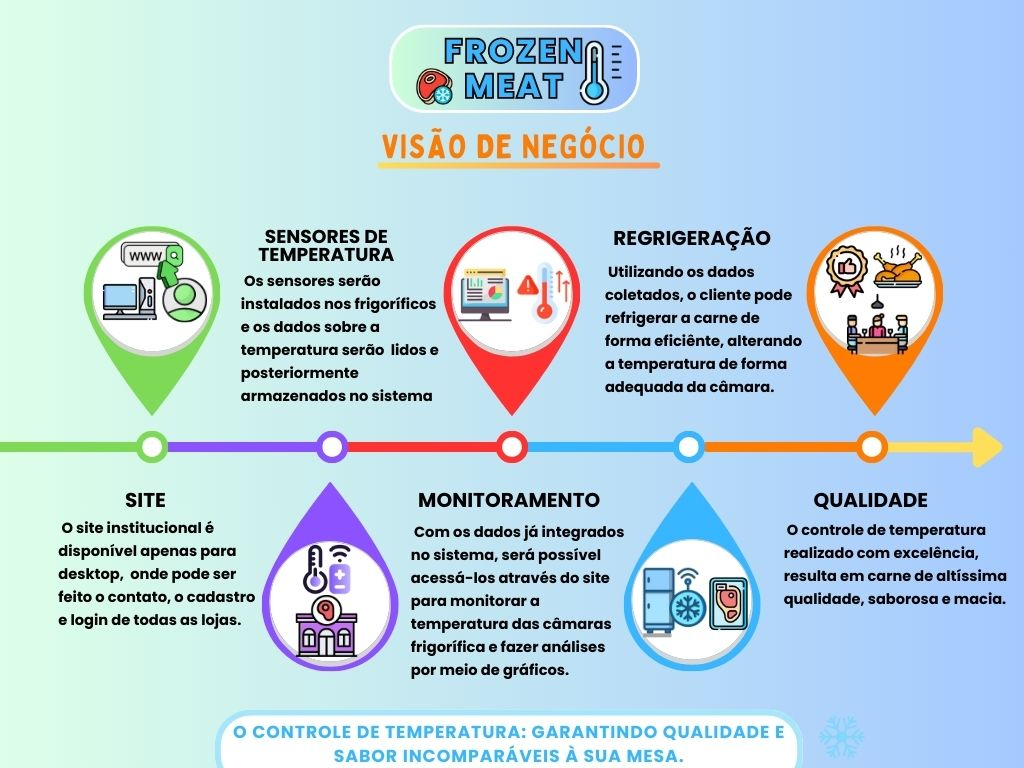 FROZEN
MEAT
VISÃO DE NEGÓCIO
www
SENSORES DE
TEMPERATURA
Os sensores serão
instalados nos frigoríficos
e os dados sobre a
temperatura serão lidos e
posteriormente
armazenados no sistema
REGRIGERAÇÃO
Utilizando os dados
coletados, o cliente pode
refrigerar a carne de
forma eficiênte, alterando
a temperatura de forma
adequada da câmara.
SITE
O site institucional é
disponível apenas para
desktop, onde pode ser
feito o contato, o cadastro
e login de todas as lojas.
MONITORAMENTO
Com os dados já integrados
no sistema, será possível
acessá-los através do site
para monitorar a
temperatura das câmaras
frigorífica e fazer análises
por meio de gráficos.
QUALIDADE
O controle de temperatura
realizado com excelência,
resulta em carne de altíssima
qualidade, saborosa e macia.
O CONTROLE DE TEMPERATURA: GARANTINDO QUALIDADE E
SABOR INCOMPARÁVEIS À SUA MESA.